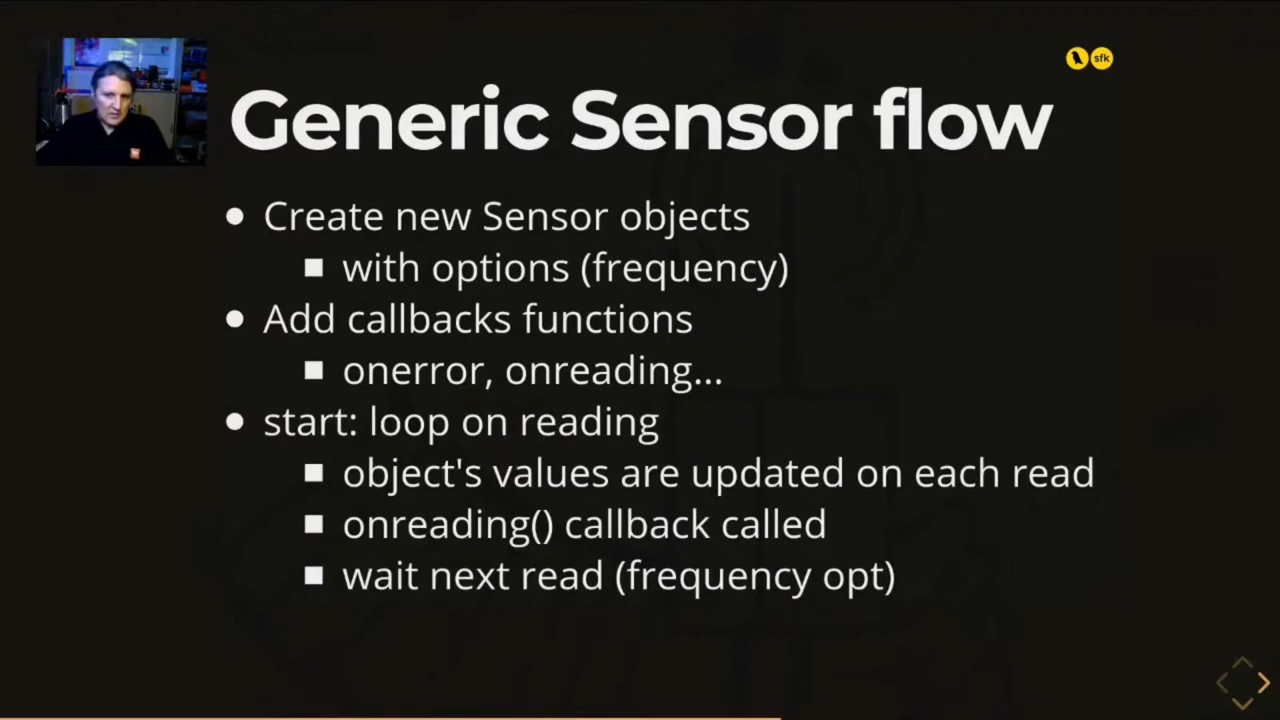 sfk
Generic Sensor flow
Create new Sensor objects
with options (frequency)
Add callbacks functions
onerror, onreading...
start: loop on reading
object's values are updated on each read
onreading() callback called
wait next read (frequency opt)